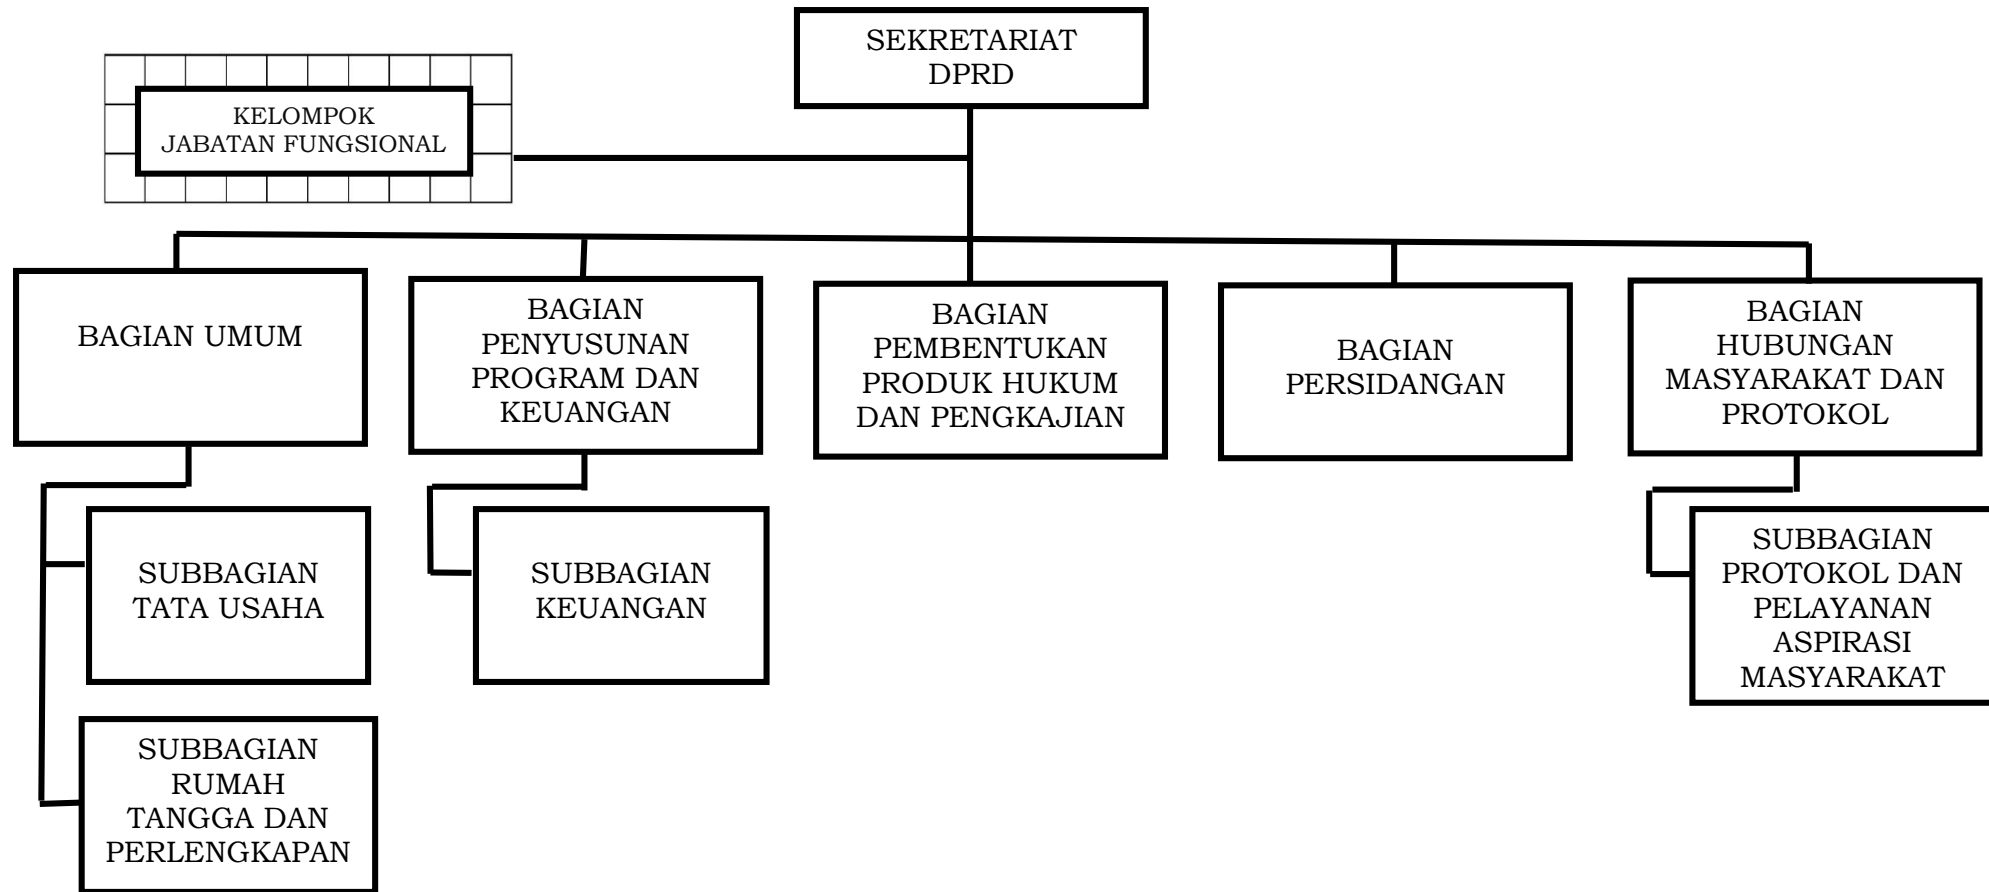 SEKRETARIAT
DPRD
KELOMPOK
JABATAN FUNGSIONAL
BAGIAN UMUM
BAGIAN
PENYUSUNAN
PROGRAM DAN
KEUANGAN
BAGIAN
PEMBENTUKAN
PRODUK HUKUM
DAN PENGKAJIAN
BAGIAN
PERSIDANGAN
BAGIAN
HUBUNGAN
MASYARAKAT DAN
PROTOKOL
SUBBAGIAN
TATA USAHA
SUBBAGIAN
KEUANGAN
SUBBAGIAN
PROTOKOL DAN
PELAYANAN
ASPIRASI
MASYARAKAT
SUBBAGIAN
RUMAH
TANGGA DAN
PERLENGKAPAN